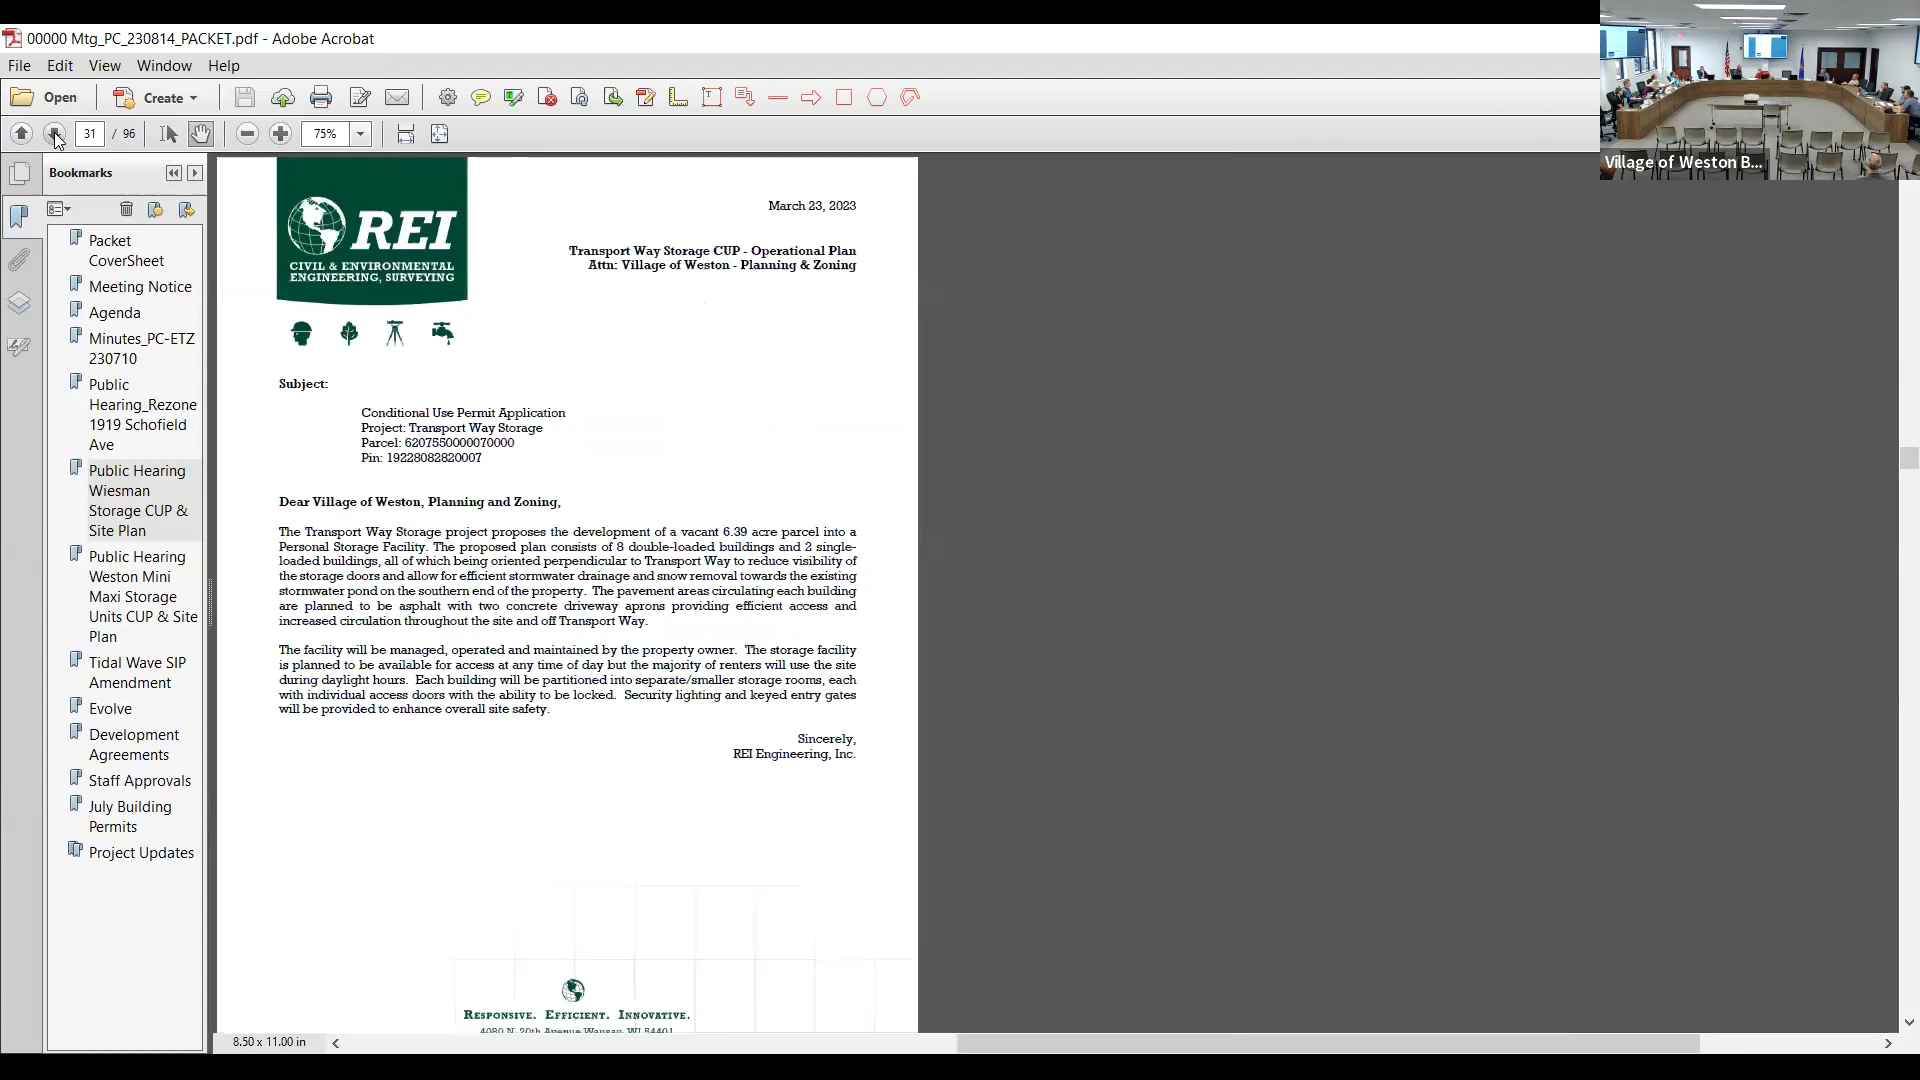 00000 Mtg_PC_230814_PACKET.pdf - Adobe Acrobat
File Edit View Window Help
Open Create
31 / 96 75%
Village of Weston B...
Bookmarks
Packet
CoverSheet
Meeting Notice
Agenda
Minutes_PC-ETZ
230710
Public
Hearing_Rezone
1919 Schofield
Ave
Public Hearing
Wiesman
Storage CUP &
Site Plan
Public Hearing
Weston Mini
Maxi Storage
Units CUP & Site
Plan
Tidal Wave SIP
Amendment
Evolve
Development
Agreements
Staff Approvals
July Building
Permits
Project Updates
REI
CIVIL & ENVIRONMENTAL
ENGINEERING, SURVEYING
March 23, 2023
Transport Way Storage CUP - Operational Plan
Attn: Village of Weston - Planning & Zoning
Subject:
Conditional Use Permit Application
Project: Transport Way Storage
Parcel: 6207550000070000
Pin: 19228082820007
Dear Village of Weston, Planning and Zoning,
The Transport Way Storage project proposes the development of a vacant 6.39 acre parcel into a
Personal Storage Facility. The proposed plan consists of 8 double-loaded buildings and 2 single-
loaded buildings, all of which being oriented perpendicular to Transport Way to reduce visibility of
the storage doors and allow for efficient stormwater drainage and snow removal towards the existing
stormwater pond on the southern end of the property. The pavement areas circulating each building
are planned to be asphalt with two concrete driveway aprons providing efficient access and
increased circulation throughout the site and off Transport Way.
The facility will be managed, operated and maintained by the property owner. The storage facility
is planned to be available for access at any time of day but the majority of renters will use the site
during daylight hours. Each building will be partitioned into separate/smaller storage rooms, each
with individual access doors with the ability to be locked. Security lighting and keyed entry gates
will be provided to enhance overall site safety.
Sincerely,
REI Engineering, Inc.
RESPONSIVE. EFFICIENT. INNOVATIVE.
4080 N. 20th Avenue Wausau, WI 54401
8.50 x 11.00 in